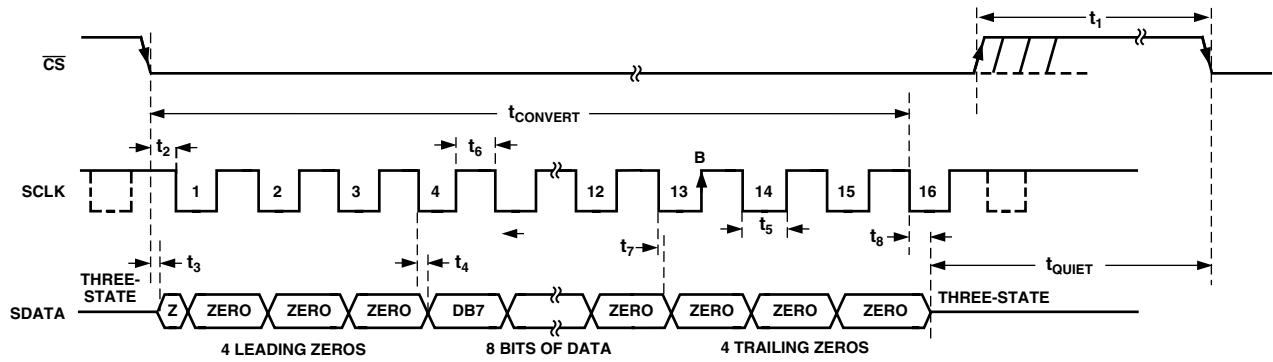 t1
CS
tCONVERT
t2
t6
B
SCLK
1
2
3
4
12
13
14
15
16
t7
t5
t8
t3
t4
tQUIET
THREE-
STATE
THREE-STATE
SDATA
Z
ZERO
ZERO
ZERO
DB7
ZERO
ZERO
ZERO
ZERO
4 LEADING ZEROS
8 BITS OF DATA
4 TRAILING ZEROS